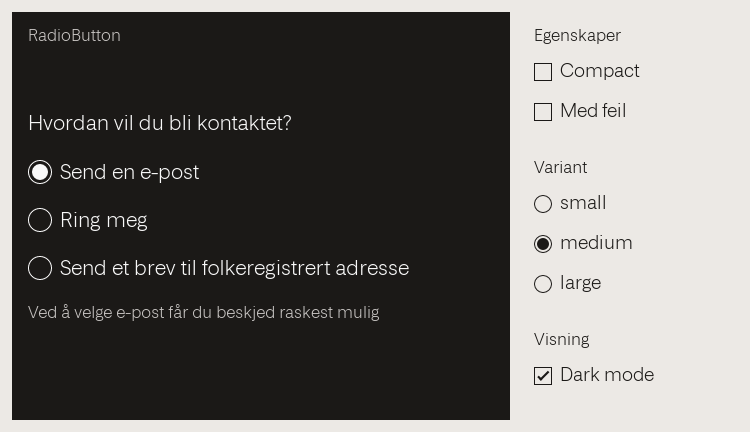 RadioButton
Hvordan vil du bli kontaktet?
Send en e-post
Ring meg
Send et brev til folkeregistrert adresse
Ved å velge e-post får du beskjed raskest mulig
Egenskaper
Compact
Med feil
Variant
small
medium
large
Visning
Dark mode